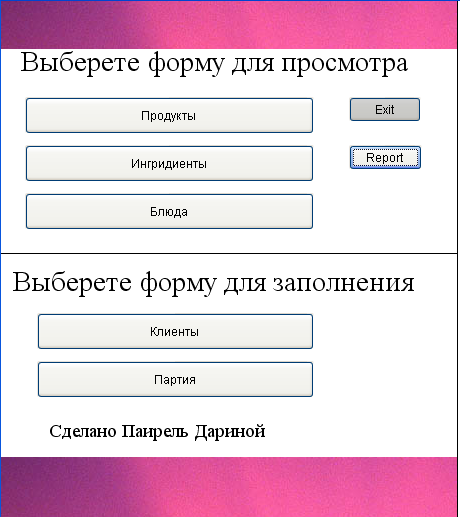 Выберете форму для просмотра
Продукты
Exit
Ингридиенты
Report
Блюда
Выберете форму для заполнения
Клиенты
Партия
Сделано Паирель Дариной